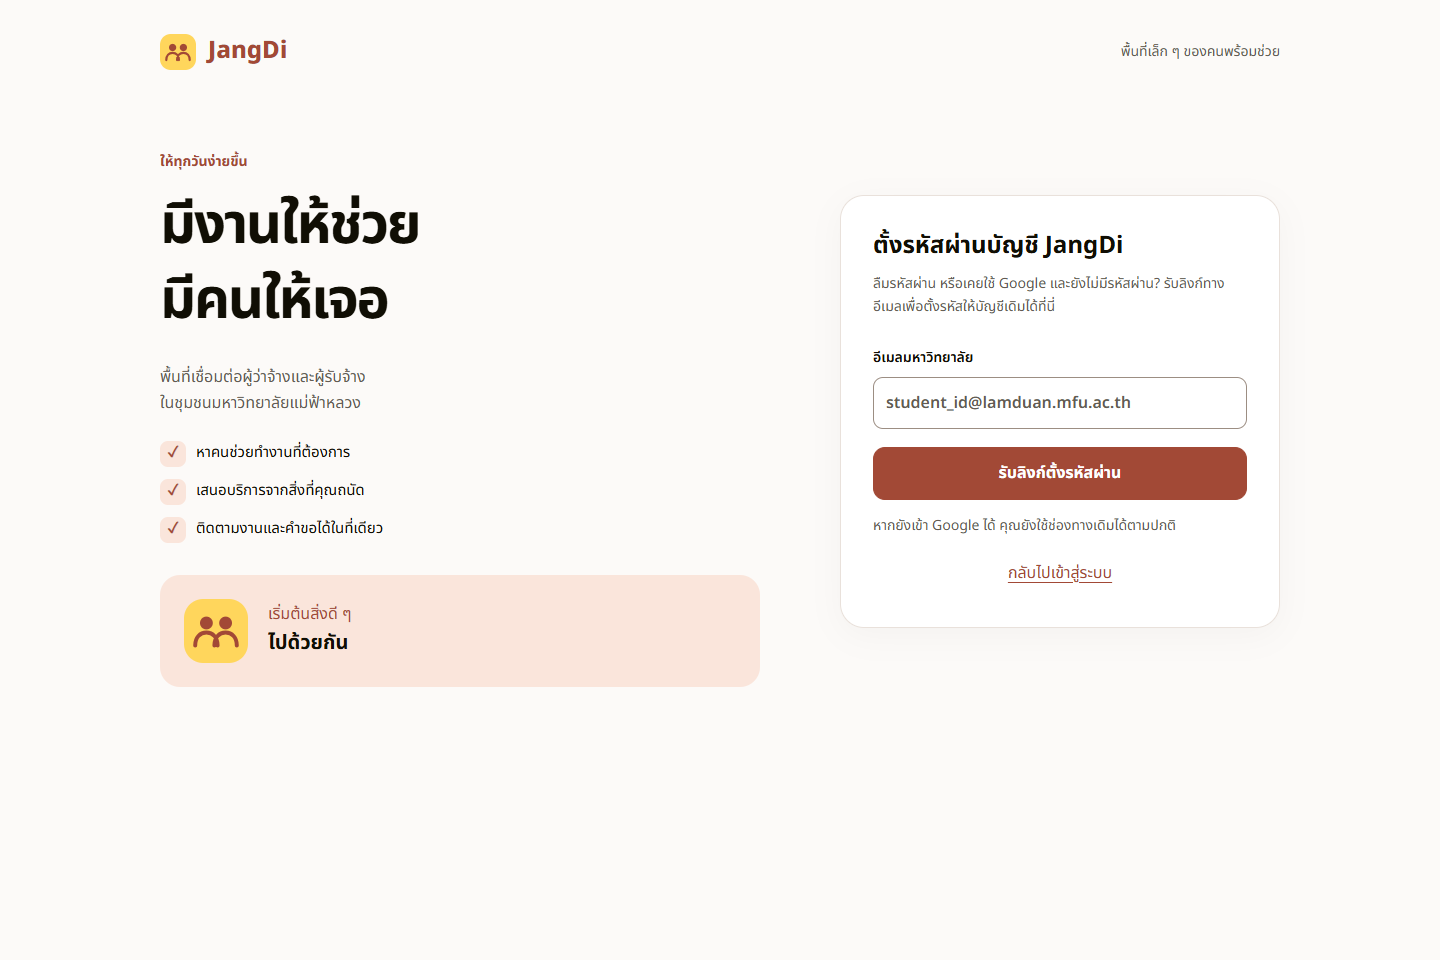 JangDi
พื้นที่เล็ก ๆ ของคนพร้อมช่วย
ให้ทุกวันง่ายขึ้น
มีงานให้ช่วย
มีคนให้เจอ
พื้นที่เชื่อมต่อผู้ว่าจ้างและผู้รับจ้าง
ในชุมชนมหาวิทยาลัยแม่ฟ้าหลวง
✓ หาคนช่วยทำงานที่ต้องการ
✓ เสนอบริการจากสิ่งที่คุณถนัด
✓ ติดตามงานและคำขอได้ในที่เดียว
เริ่มต้นสิ่งดี ๆ
ไปด้วยกัน
ตั้งรหัสผ่านบัญชี JangDi
ลืมรหัสผ่าน หรือเคยใช้ Google และยังไม่มีรหัสผ่าน? รับลิงก์ทาง
อีเมลเพื่อตั้งรหัสให้บัญชีเดิมได้ที่นี่
อีเมลมหาวิทยาลัย
student_id@lamduan.mfu.ac.th
รับลิงก์ตั้งรหัสผ่าน
หากยังเข้า Google ได้ คุณยังใช้ช่องทางเดิมได้ตามปกติ
กลับไปเข้าสู่ระบบ